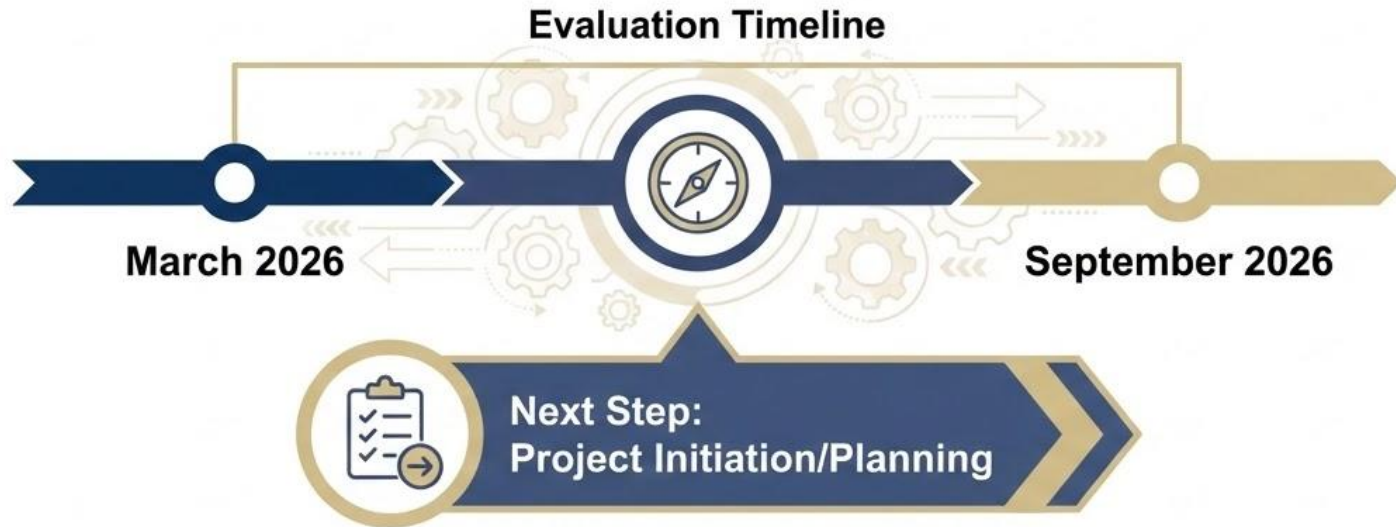 Evaluation Timeline
March 2026
September 2026
Next Step:
Project Initiation/Planning